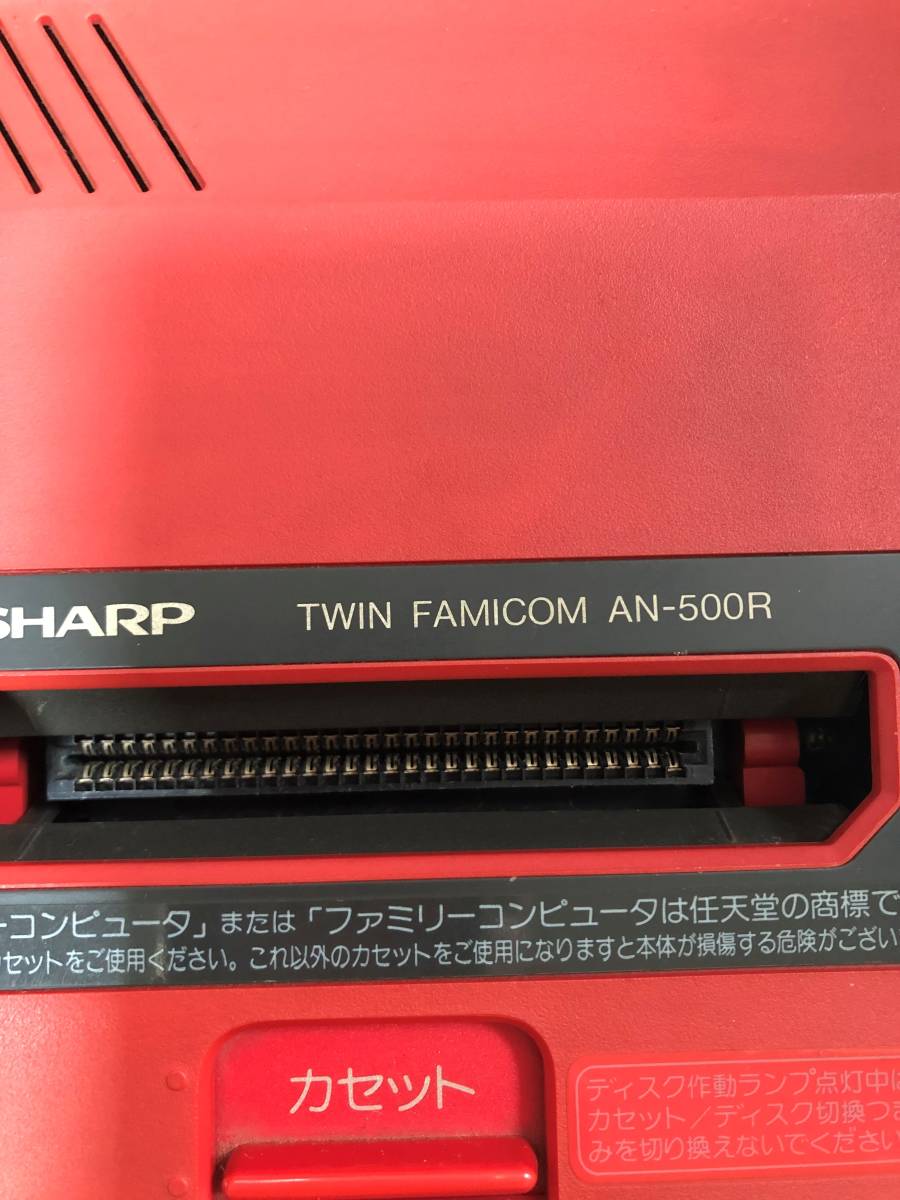 SHARP TWIN FAMICOM AN-500R
ーコンピュータ」または「ファミリーコンピュータは任天堂の商標で
カセットをご使用ください。これ以外のカセットをご使用になりますと本体が損傷する危険がござい
カセット
ディスク作動ランプ点灯中は
カセット／ディスク切換つま
みを切り換えないでください